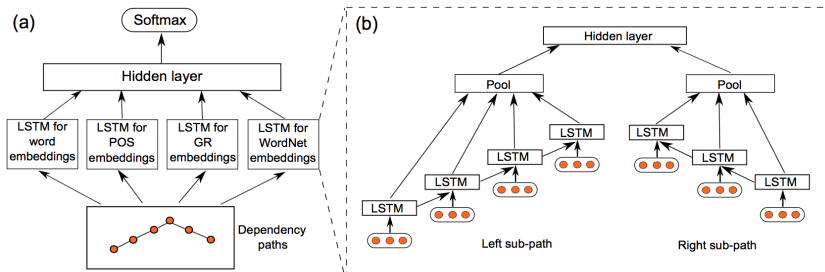 (a)
Softmax
Hidden layer
LSTM for
word
embeddings
LSTM for
POS
embeddings
LSTM for
GR
embeddings
LSTM for
WordNet
embeddings
Dependency
paths
(b)
Hidden layer
Pool
Pool
LSTM
LSTM
LSTM
LSTM
LSTM
LSTM
LSTM
Left sub-path
Right sub-path